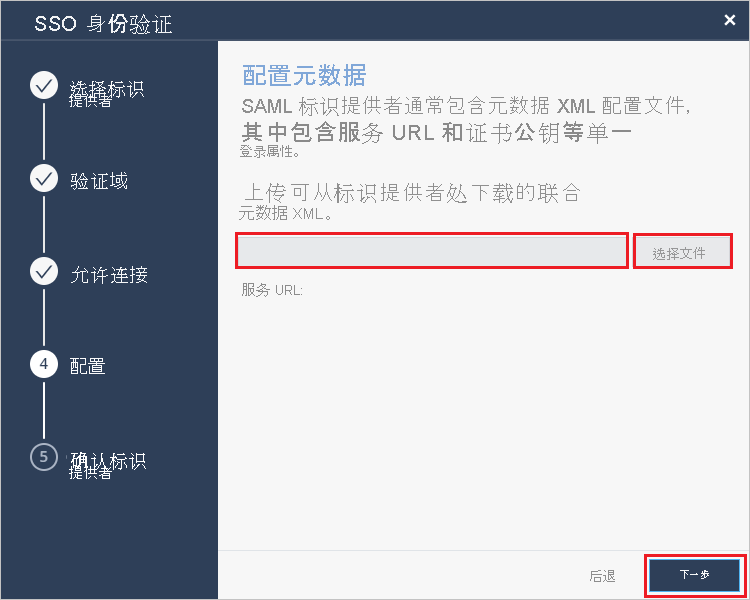 SSO 身份验证
×
选择标识
提供者
验证域
允许连接
4 配置
5 确认标识
提供者
配置元数据
SAML 标识提供者通常包含元数据 XML 配置文件,
其中包含服务 URL 和证书公钥等单一
登录属性。
上传可从标识提供者处下载的联合
元数据 XML。
选择文件
服务 URL:
后退
下一步